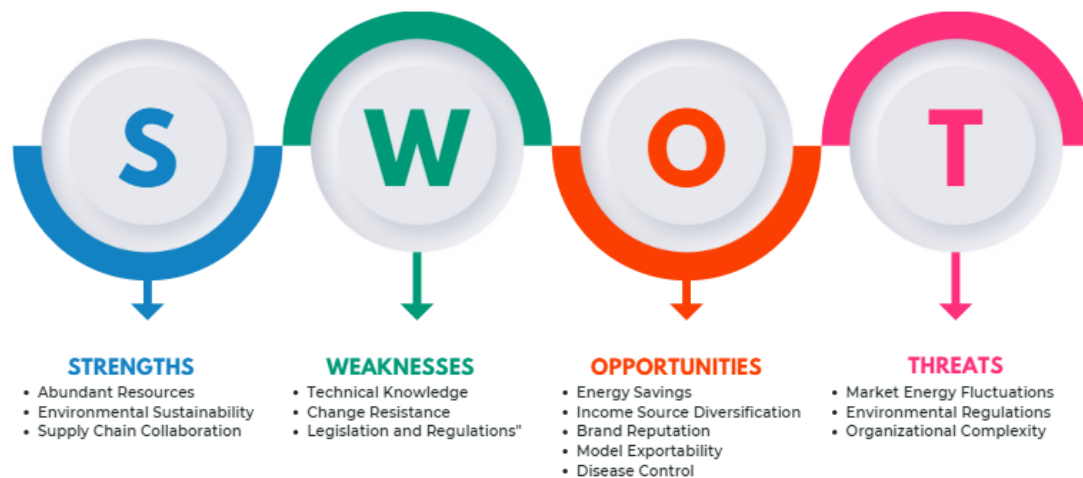 S
W
O
T
STRENGTHS
• Abundant Resources
• Environmental Sustainability
• Supply Chain Collaboration
WEAKNESSES
• Technical Knowledge
• Change Resistance
• Legislation and Regulations"
OPPORTUNITIES
• Energy Savings
• Income Source Diversification
• Brand Reputation
• Model Exportability
• Disease Control
THREATS
• Market Energy Fluctuations
• Environmental Regulations
• Organizational Complexity